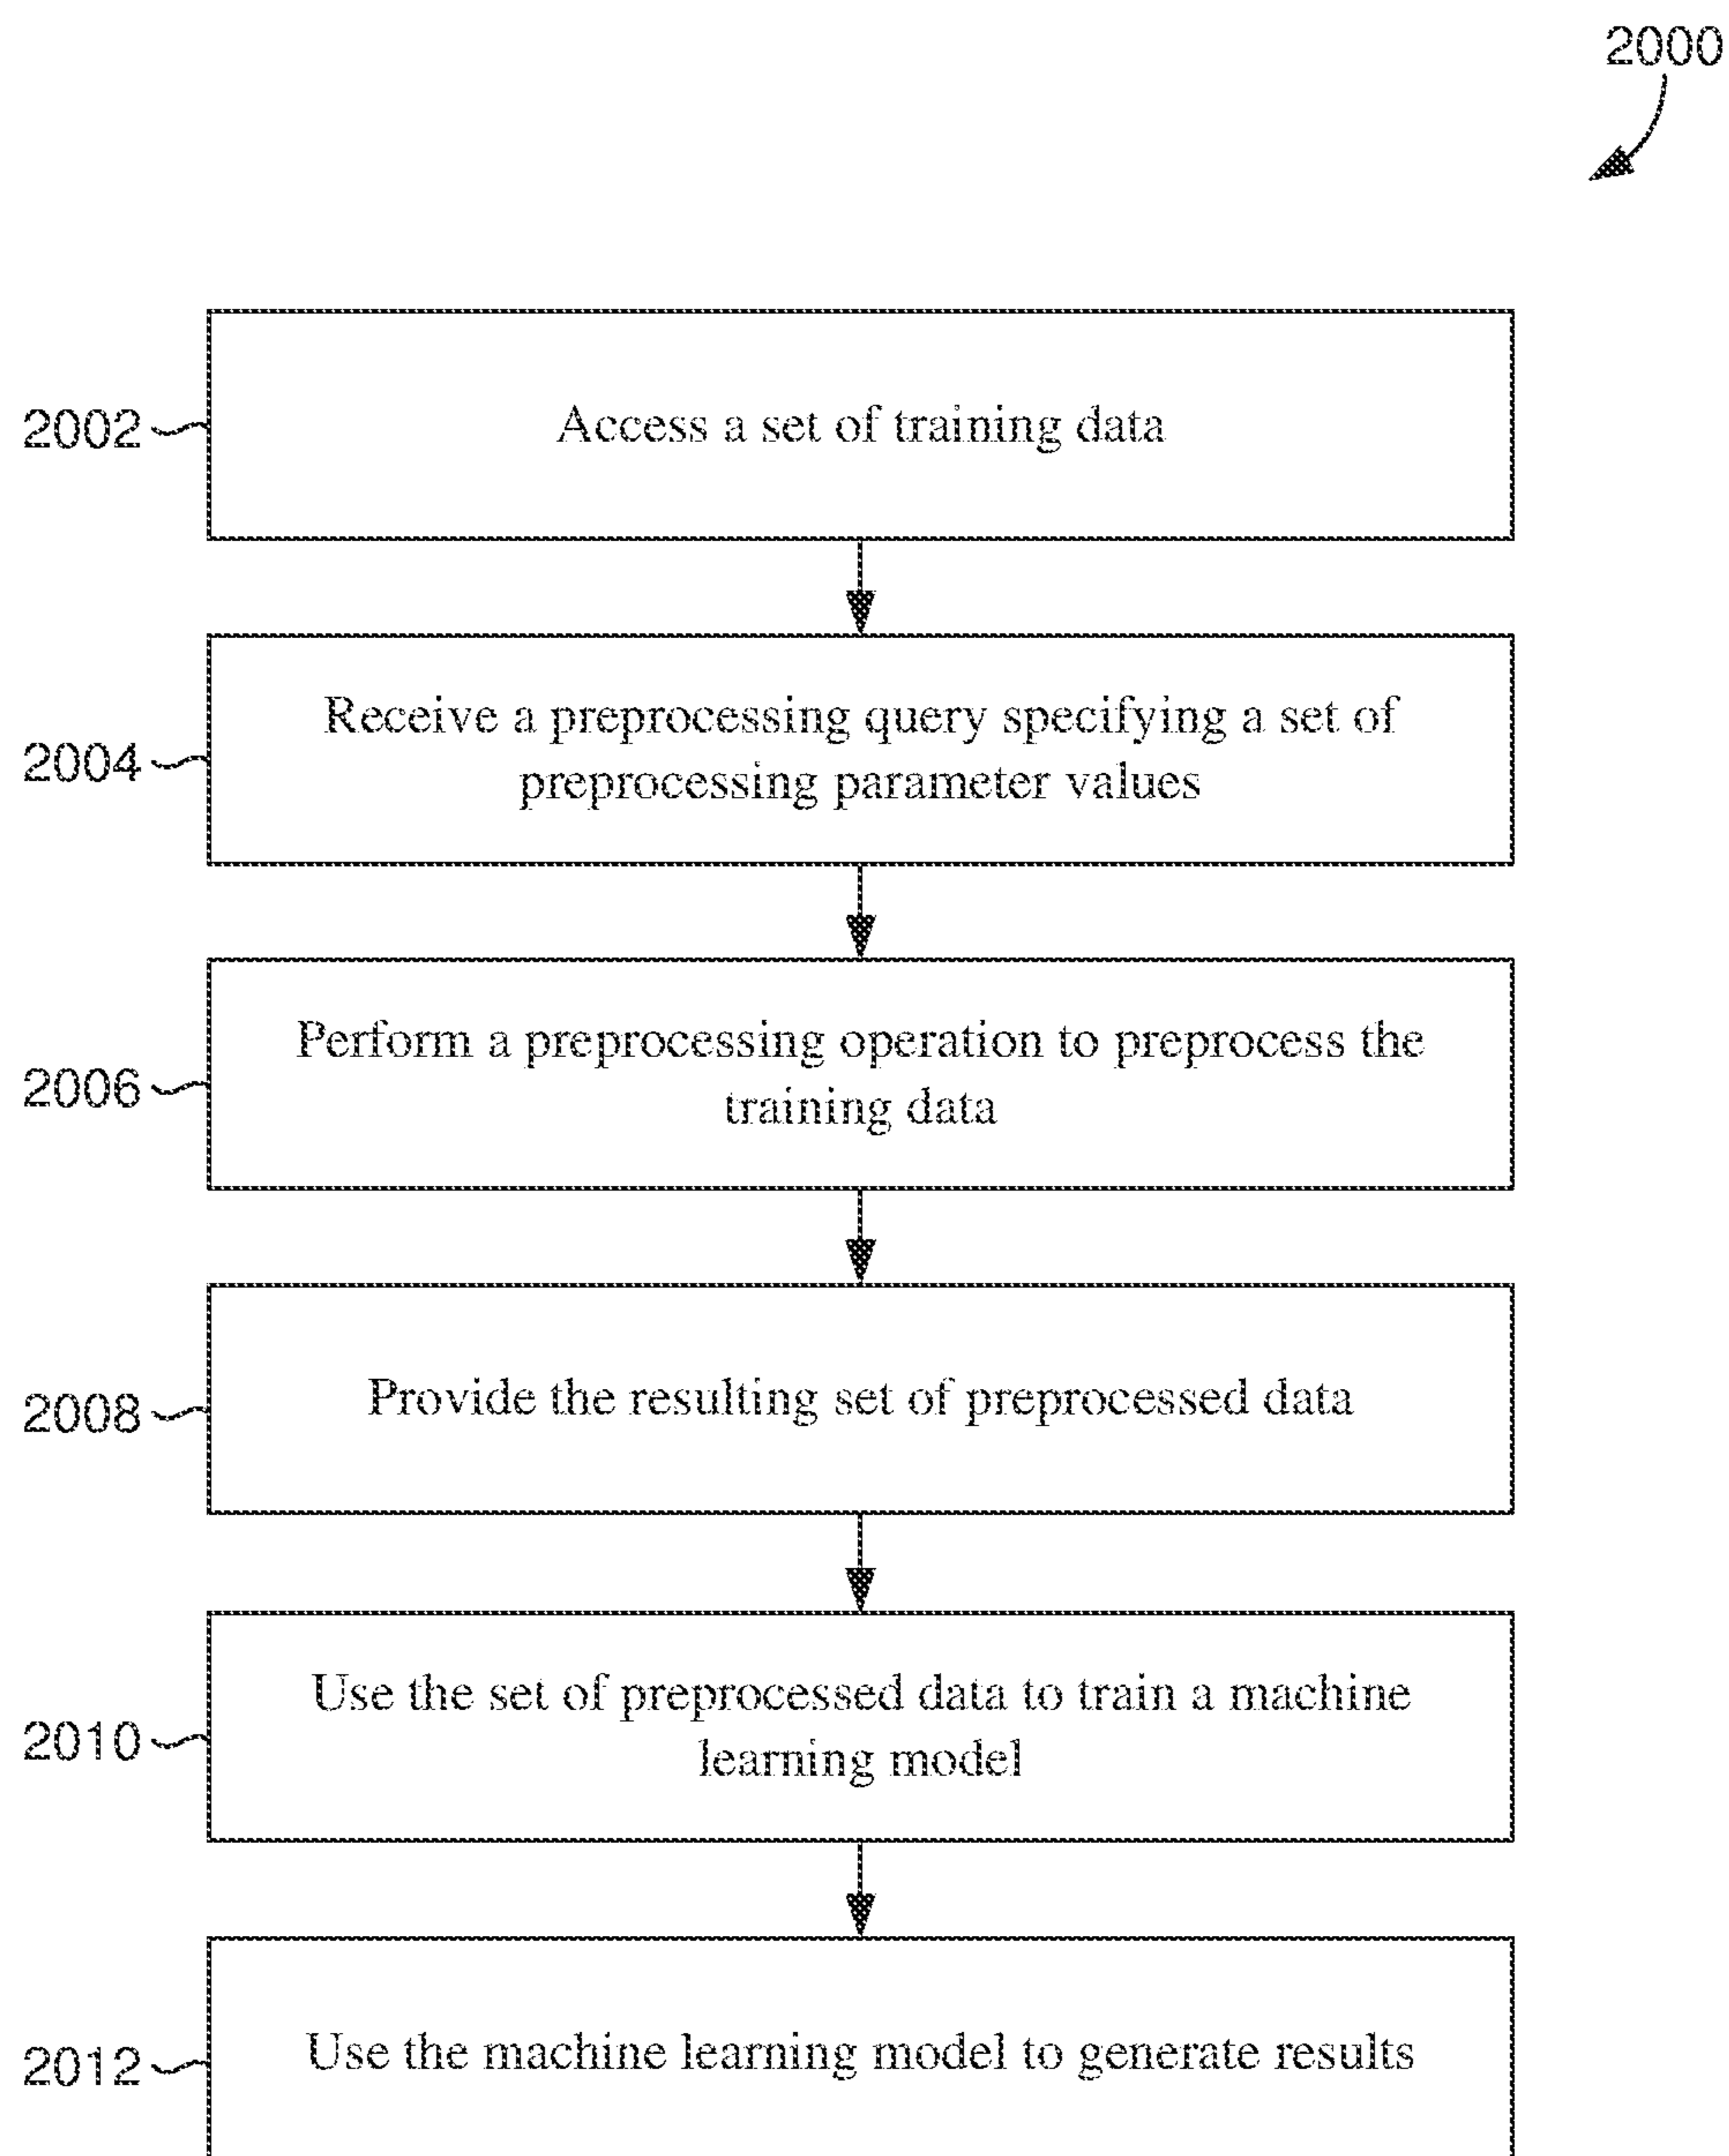 2000
2002
Access a set of training data
2004
Receive a preprocessing query specifying a set of
preprocessing parameter values
2006
Perform a preprocessing operation to preprocess the
training data
2008
Provide the resulting set of preprocessed data
2010
Use the set of preprocessed data to train a machine
learning model
2012
Use the machine learning model to generate results